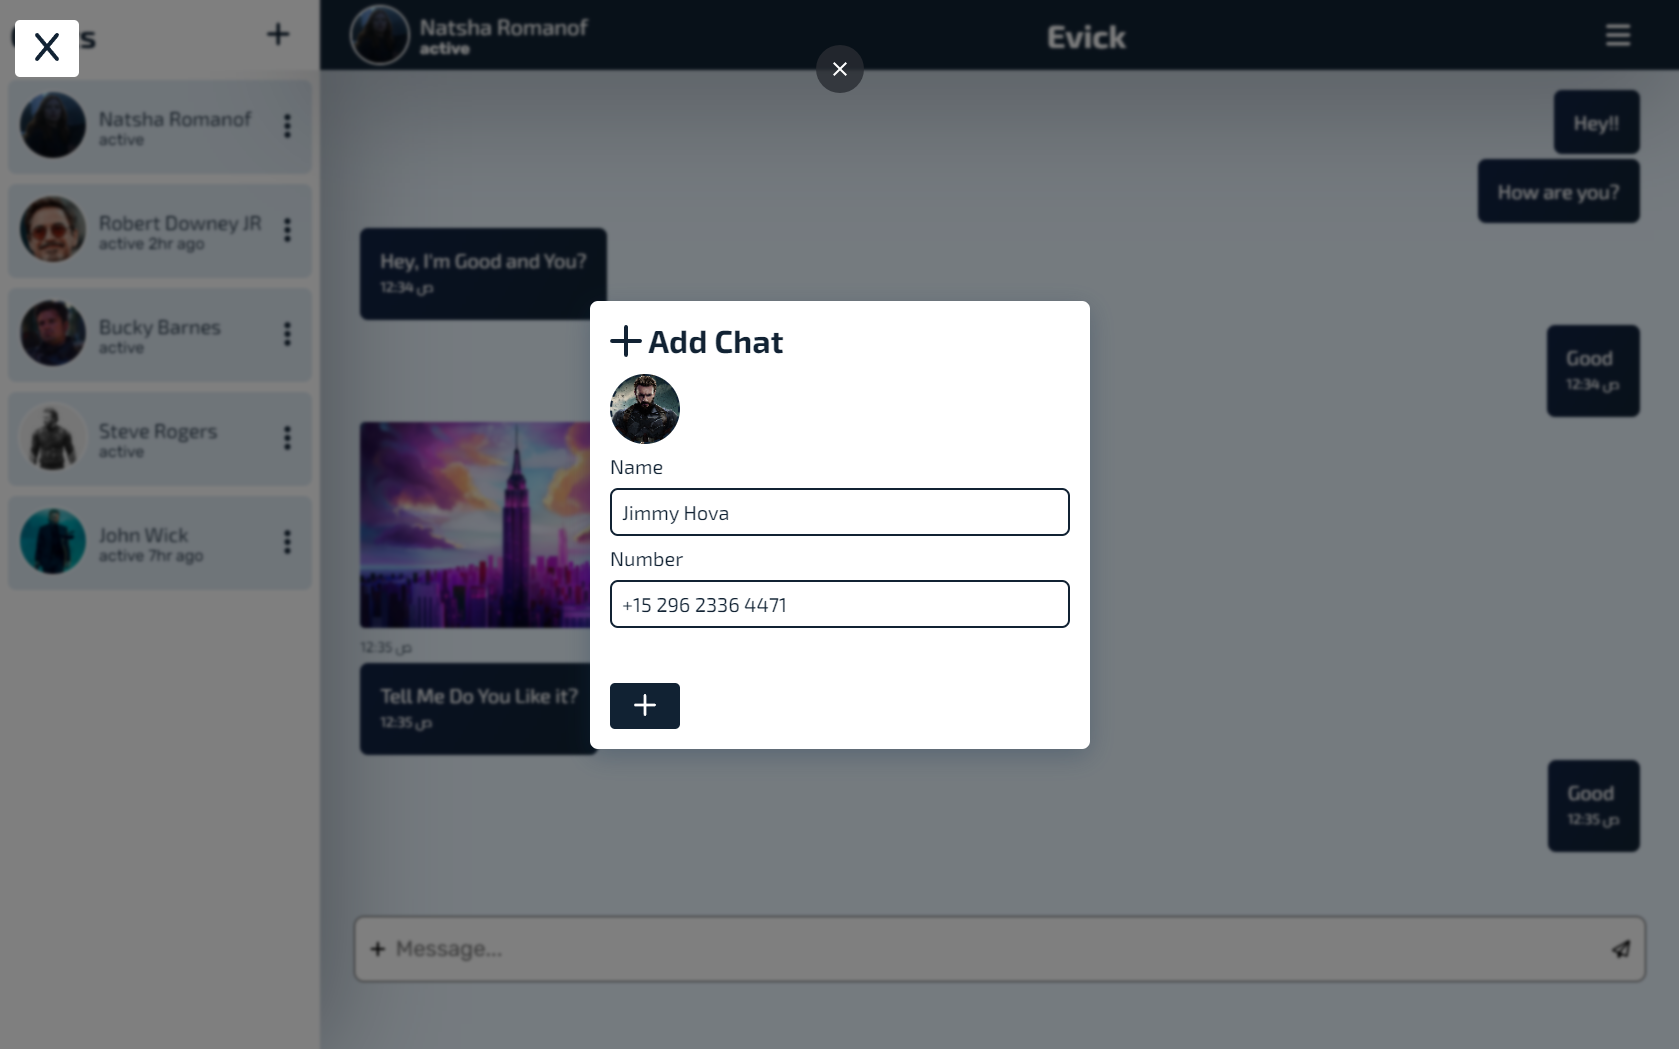 Natsha Romanof
active
Robert Downey JR
active 2hr ago
Bucky Barnes
active
Steve Rogers
active
John Wick
active 7hr ago
Natsha Romanof
active
Evick
Hey!!
How are you?
Hey, I'm Good and You?
12:34 ص
Good
12:34 ص
12:35 ص
Tell Me Do You Like it?
12:35 ص
Good
12:35 ص
Message...
Add Chat
Name
Jimmy Hova
Number
+15 296 2336 4471